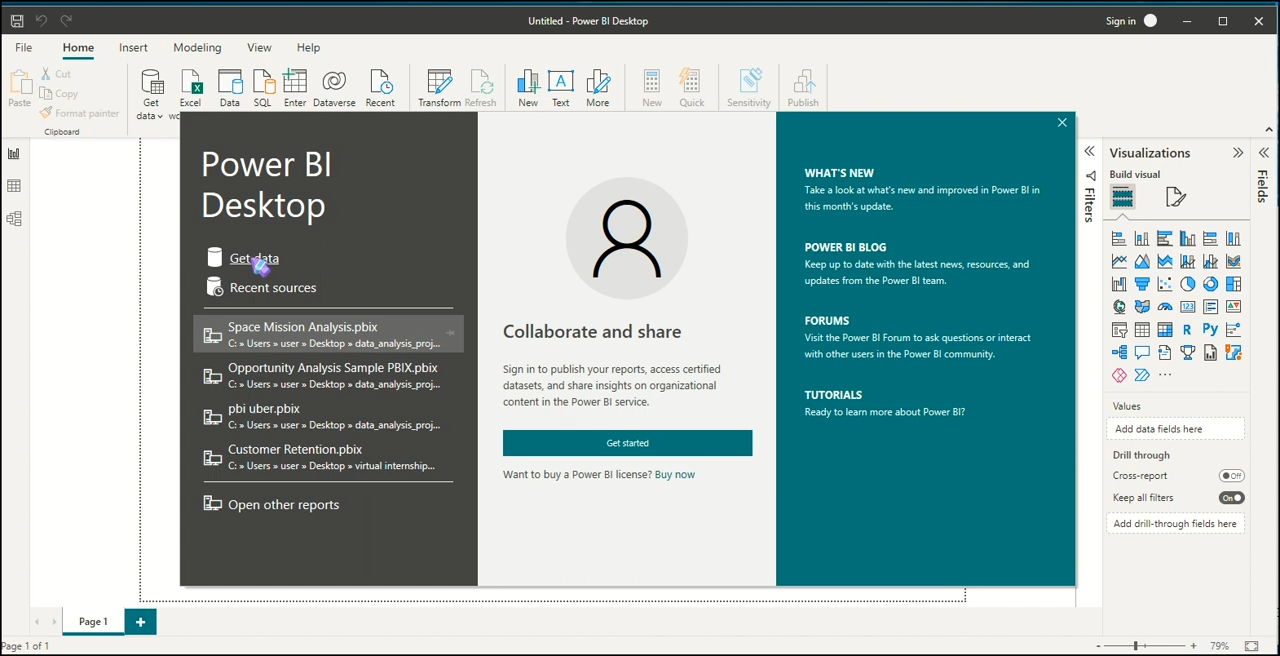 Untitled - Power BI Desktop
Sign in
File Home Insert Modeling View Help
Paste
Cut
Copy
Format painter
Clipboard
Get data
Excel
Data
SQL
Enter
Dataverse
Recent
Transform
Refresh
New
Text
More
New
Quick
Sensitivity
Publish
Power BI
Desktop
Get data
Recent sources
Space Mission Analysis.pbix
C: » Users » user » Desktop » data_analysis_proj...
Opportunity Analysis Sample PBIX.pbix
C: » Users » user » Desktop » data_analysis_proj...
pbi uber.pbix
C: » Users » user » Desktop » data_analysis_proj...
Customer Retention.pbix
C: » Users » user » Desktop » virtual internship...
Open other reports
Collaborate and share
Sign in to publish your reports, access certified
datasets, and share insights on organizational
content in the Power BI service.
Get started
Want to buy a Power BI license? Buy now
WHAT'S NEW
Take a look at what's new and improved in Power BI in
this month's update.
POWER BI BLOG
Keep up to date with the latest news, resources, and
updates from the Power BI team.
FORUMS
Visit the Power BI Forum to ask questions or interact
with other users in the Power BI community.
TUTORIALS
Ready to learn more about Power BI?
Filters
Visualizations
Build visual
123
R
Py
Values
Add data fields here
Drill through
Cross-report
Off
Keep all filters
On
Add drill-through fields here
Fields
Page 1
Page 1 of 1
- + 79%